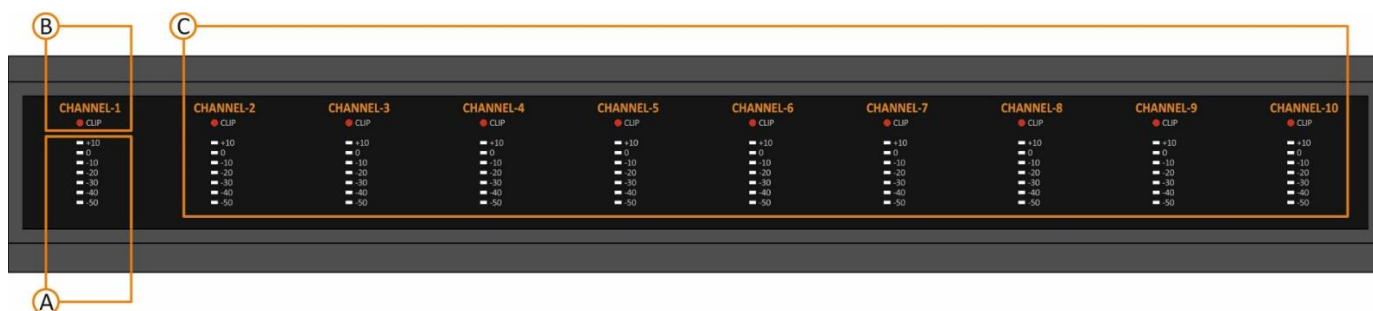 B C
CHANNEL-1 CHANNEL-2 CHANNEL-3 CHANNEL-4 CHANNEL-5 CHANNEL-6 CHANNEL-7 CHANNEL-8 CHANNEL-9 CHANNEL-10
CLIP CLIP CLIP CLIP CLIP CLIP CLIP CLIP CLIP CLIP
+10 +10 +10 +10 +10 +10 +10 +10 +10 +10
0 0 0 0 0 0 0 0 0 0
-10 -10 -10 -10 -10 -10 -10 -10 -10 -10
-20 -20 -20 -20 -20 -20 -20 -20 -20 -20
-30 -30 -30 -30 -30 -30 -30 -30 -30 -30
-40 -40 -40 -40 -40 -40 -40 -40 -40 -40
-50 -50 -50 -50 -50 -50 -50 -50 -50 -50
A